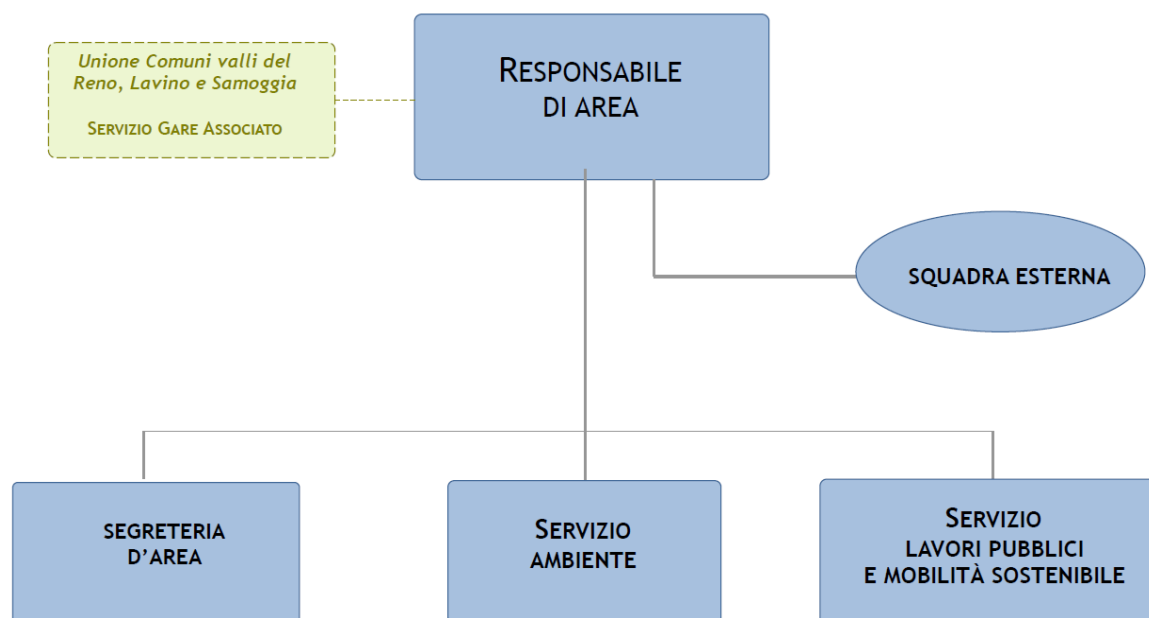 Unione Comuni valli del
Reno, Lavino e Samoggia
SERVIZIO GARE ASSOCIATO
RESPONSABILE
DI AREA
SQUADRA ESTERNA
SEGRETERIA
D’AREA
SERVIZIO
AMBIENTE
SERVIZIO
LAVORI PUBBLICI
E MOBILITÀ SOSTENIBILE